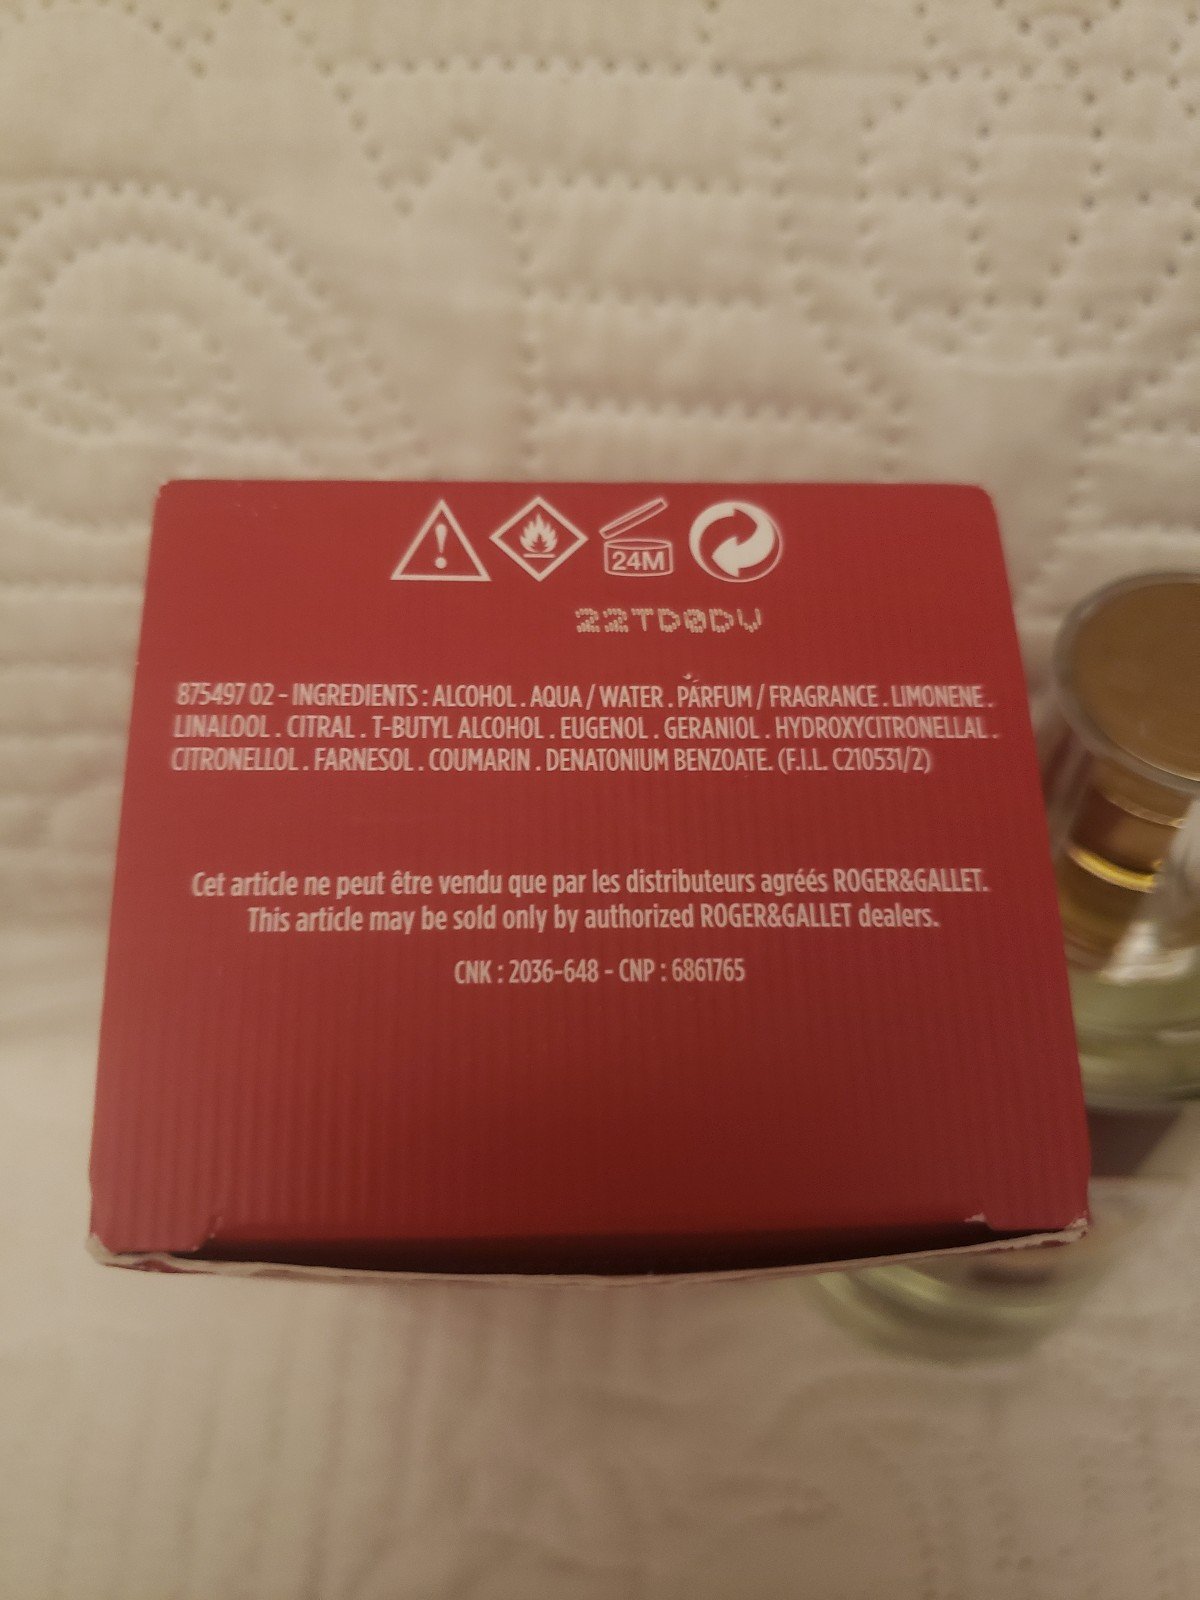 24M
22TD0DV
875497 02 - INGREDIENTS : ALCOHOL . AQUA / WATER . PARFUM / FRAGRANCE . LIMONENE .
LINALOOL . CITRAL . T-BUTYL ALCOHOL . EUGENOL . GERANIOL . HYDROXYCITRONELLAL .
CITRONELLOL . FARNESOL . COUMARIN . DENATONIUM BENZOATE. (F.I.L. C210531/2)
Cet article ne peut être vendu que par les distributeurs agréés ROGER&GALLET.
This article may be sold only by authorized ROGER&GALLET dealers.
CNK : 2036-648 - CNP : 6861765